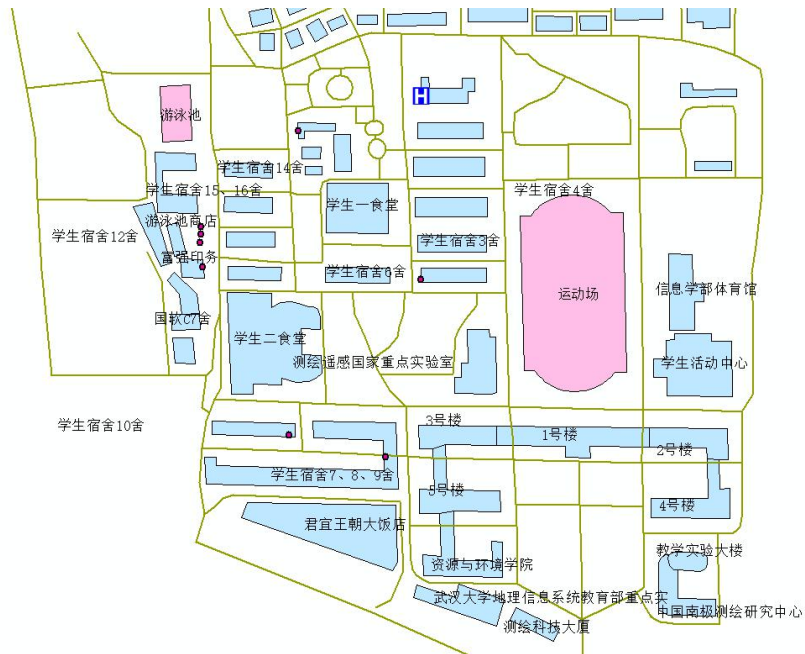 H
游泳池
学生宿舍14舍
学生宿舍15、16舍
学生宿舍4舍
学生一食堂
游泳池商店
学生宿舍12舍
学生宿舍3舍
富强印务
学生宿舍6舍
信息学部体育馆
运动场
国软C7舍
学生二食堂
测绘遥感国家重点实验室
学生活动中心
学生宿舍10舍
3号楼
1号楼
2号楼
学生宿舍7、8、9舍
5号楼
4号楼
君宜王朝大饭店
教学实验大楼
资源与环境学院
武汉大学地理信息系统教育部重点实
中国南极测绘研究中心
测绘科技大厦